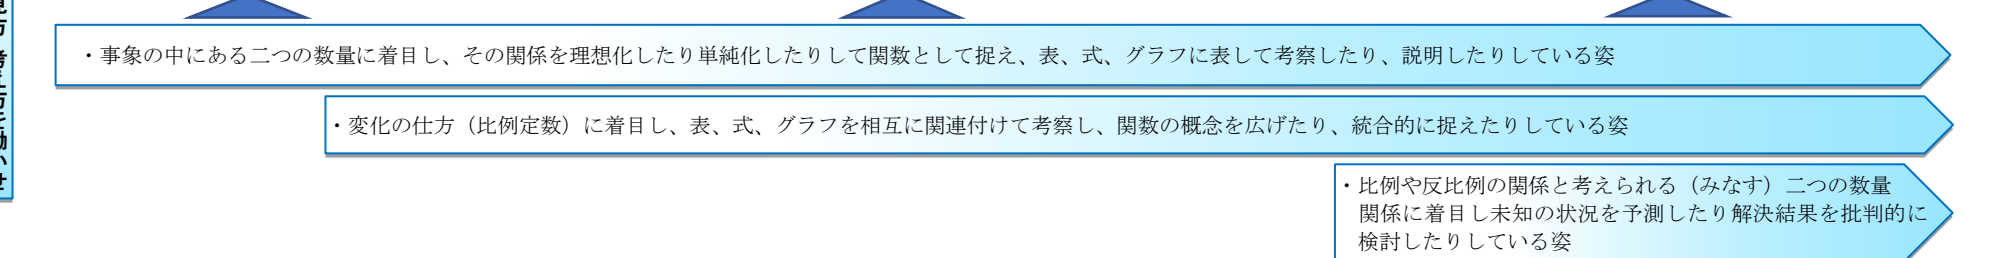 ・事象の中にある二つの数量に着目し、その関係を理想化したり単純化したりして関数として捉え、表、式、グラフに表して考察したり、説明したりしている姿
・変化の仕方（比例定数）に着目し、表、式、グラフを相互に関連付けて考察し、関数の概念を広げたり、統合的に捉えたりしている姿
・比例や反比例の関係と考えられる（みなす）二つの数量
関係に着目し未知の状況を予測したり解決結果を批判的に
検討したりしている姿